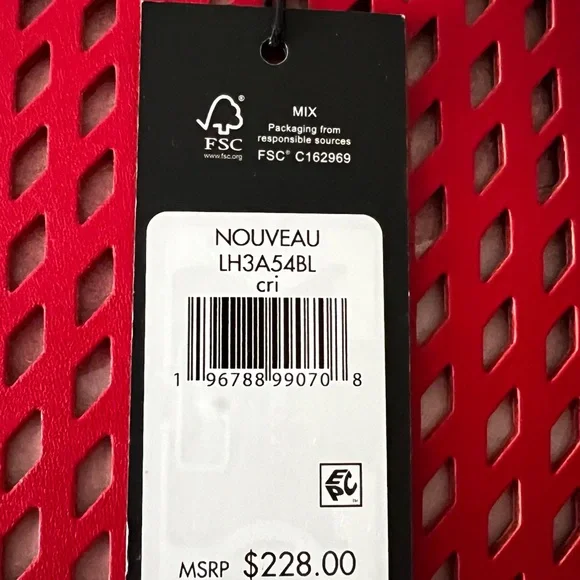 MIX
Packaging from
responsible sources
FSC® C162969
®
FSC
www.fsc.org
NOUVEAU
LH3A54BL
cri
1 96788 99070 8
EPC
MSRP $228.00